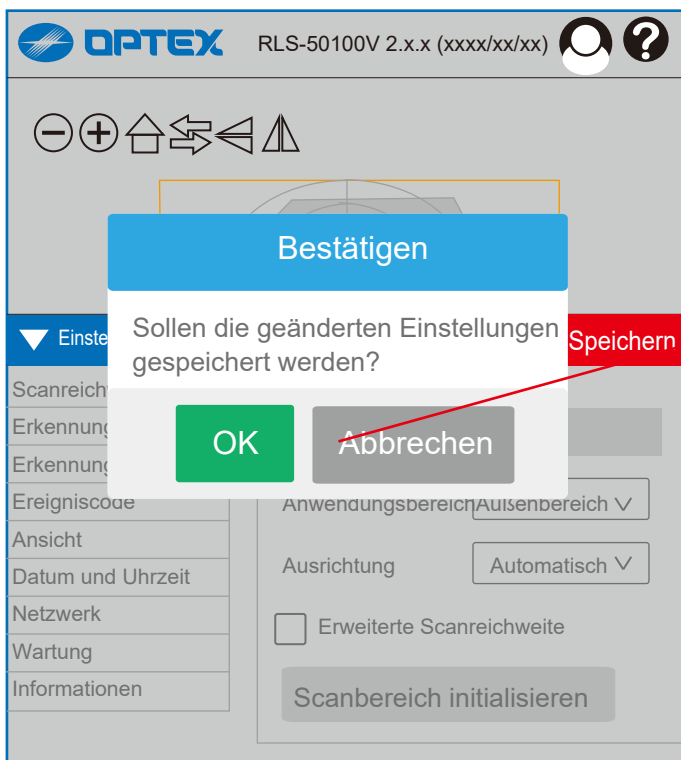 OPTEX
RLS-50100V 2.x.x (xxxx/xx/xx)
?
Bestätigen
Sollen die geänderten Einstellungen
gespeichert werden?
Einste
Speichern
OK
Abbrechen
Scanreich
Erkennung
Erkennung
Ereigniscode
Ansicht
Datum und Uhrzeit
Netzwerk
Wartung
Informationen
Anwendungsbereich Außenbereich
Ausrichtung Automatisch
Erweiterte Scanreichweite
Scanbereich initialisieren